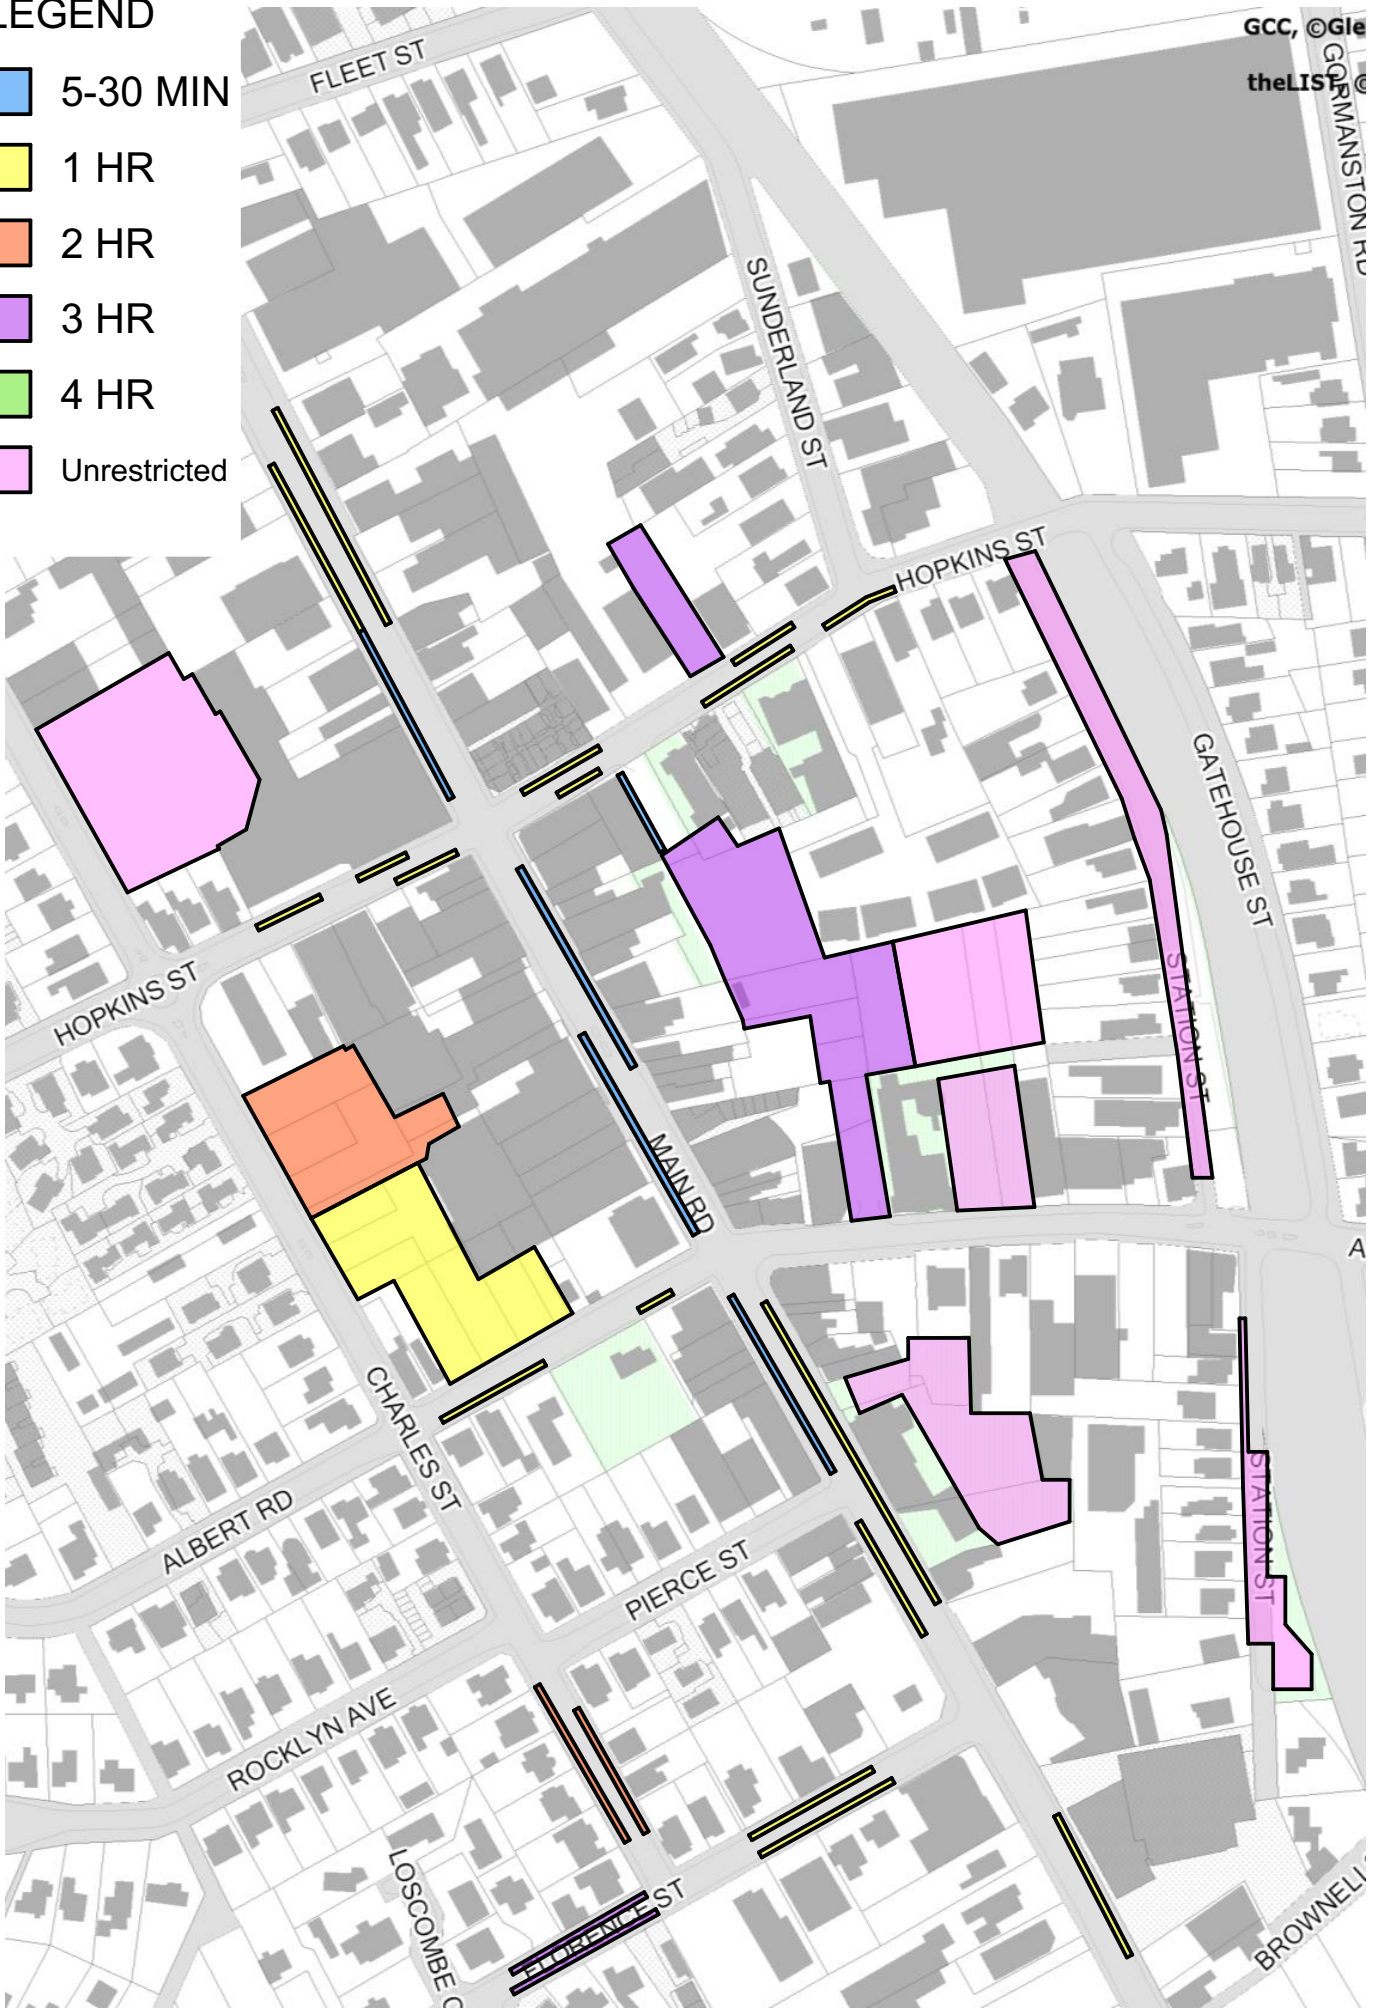 LEGEND
5-30 MIN
1 HR
2 HR
3 HR
4 HR
Unrestricted
GCC, ©Gle
theLIST, ©
FLEET ST
GORMANSTON RD
SUNDERLAND ST
HOPKINS ST
GATEHOUSE ST
STATION ST
HOPKINS ST
MAIN RD
A
CHARLES ST
ALBERT RD
PIERCE ST
STATION ST
ROCKLYN AVE
LOSCOMBE C
FLORENCE ST
BROWNELL